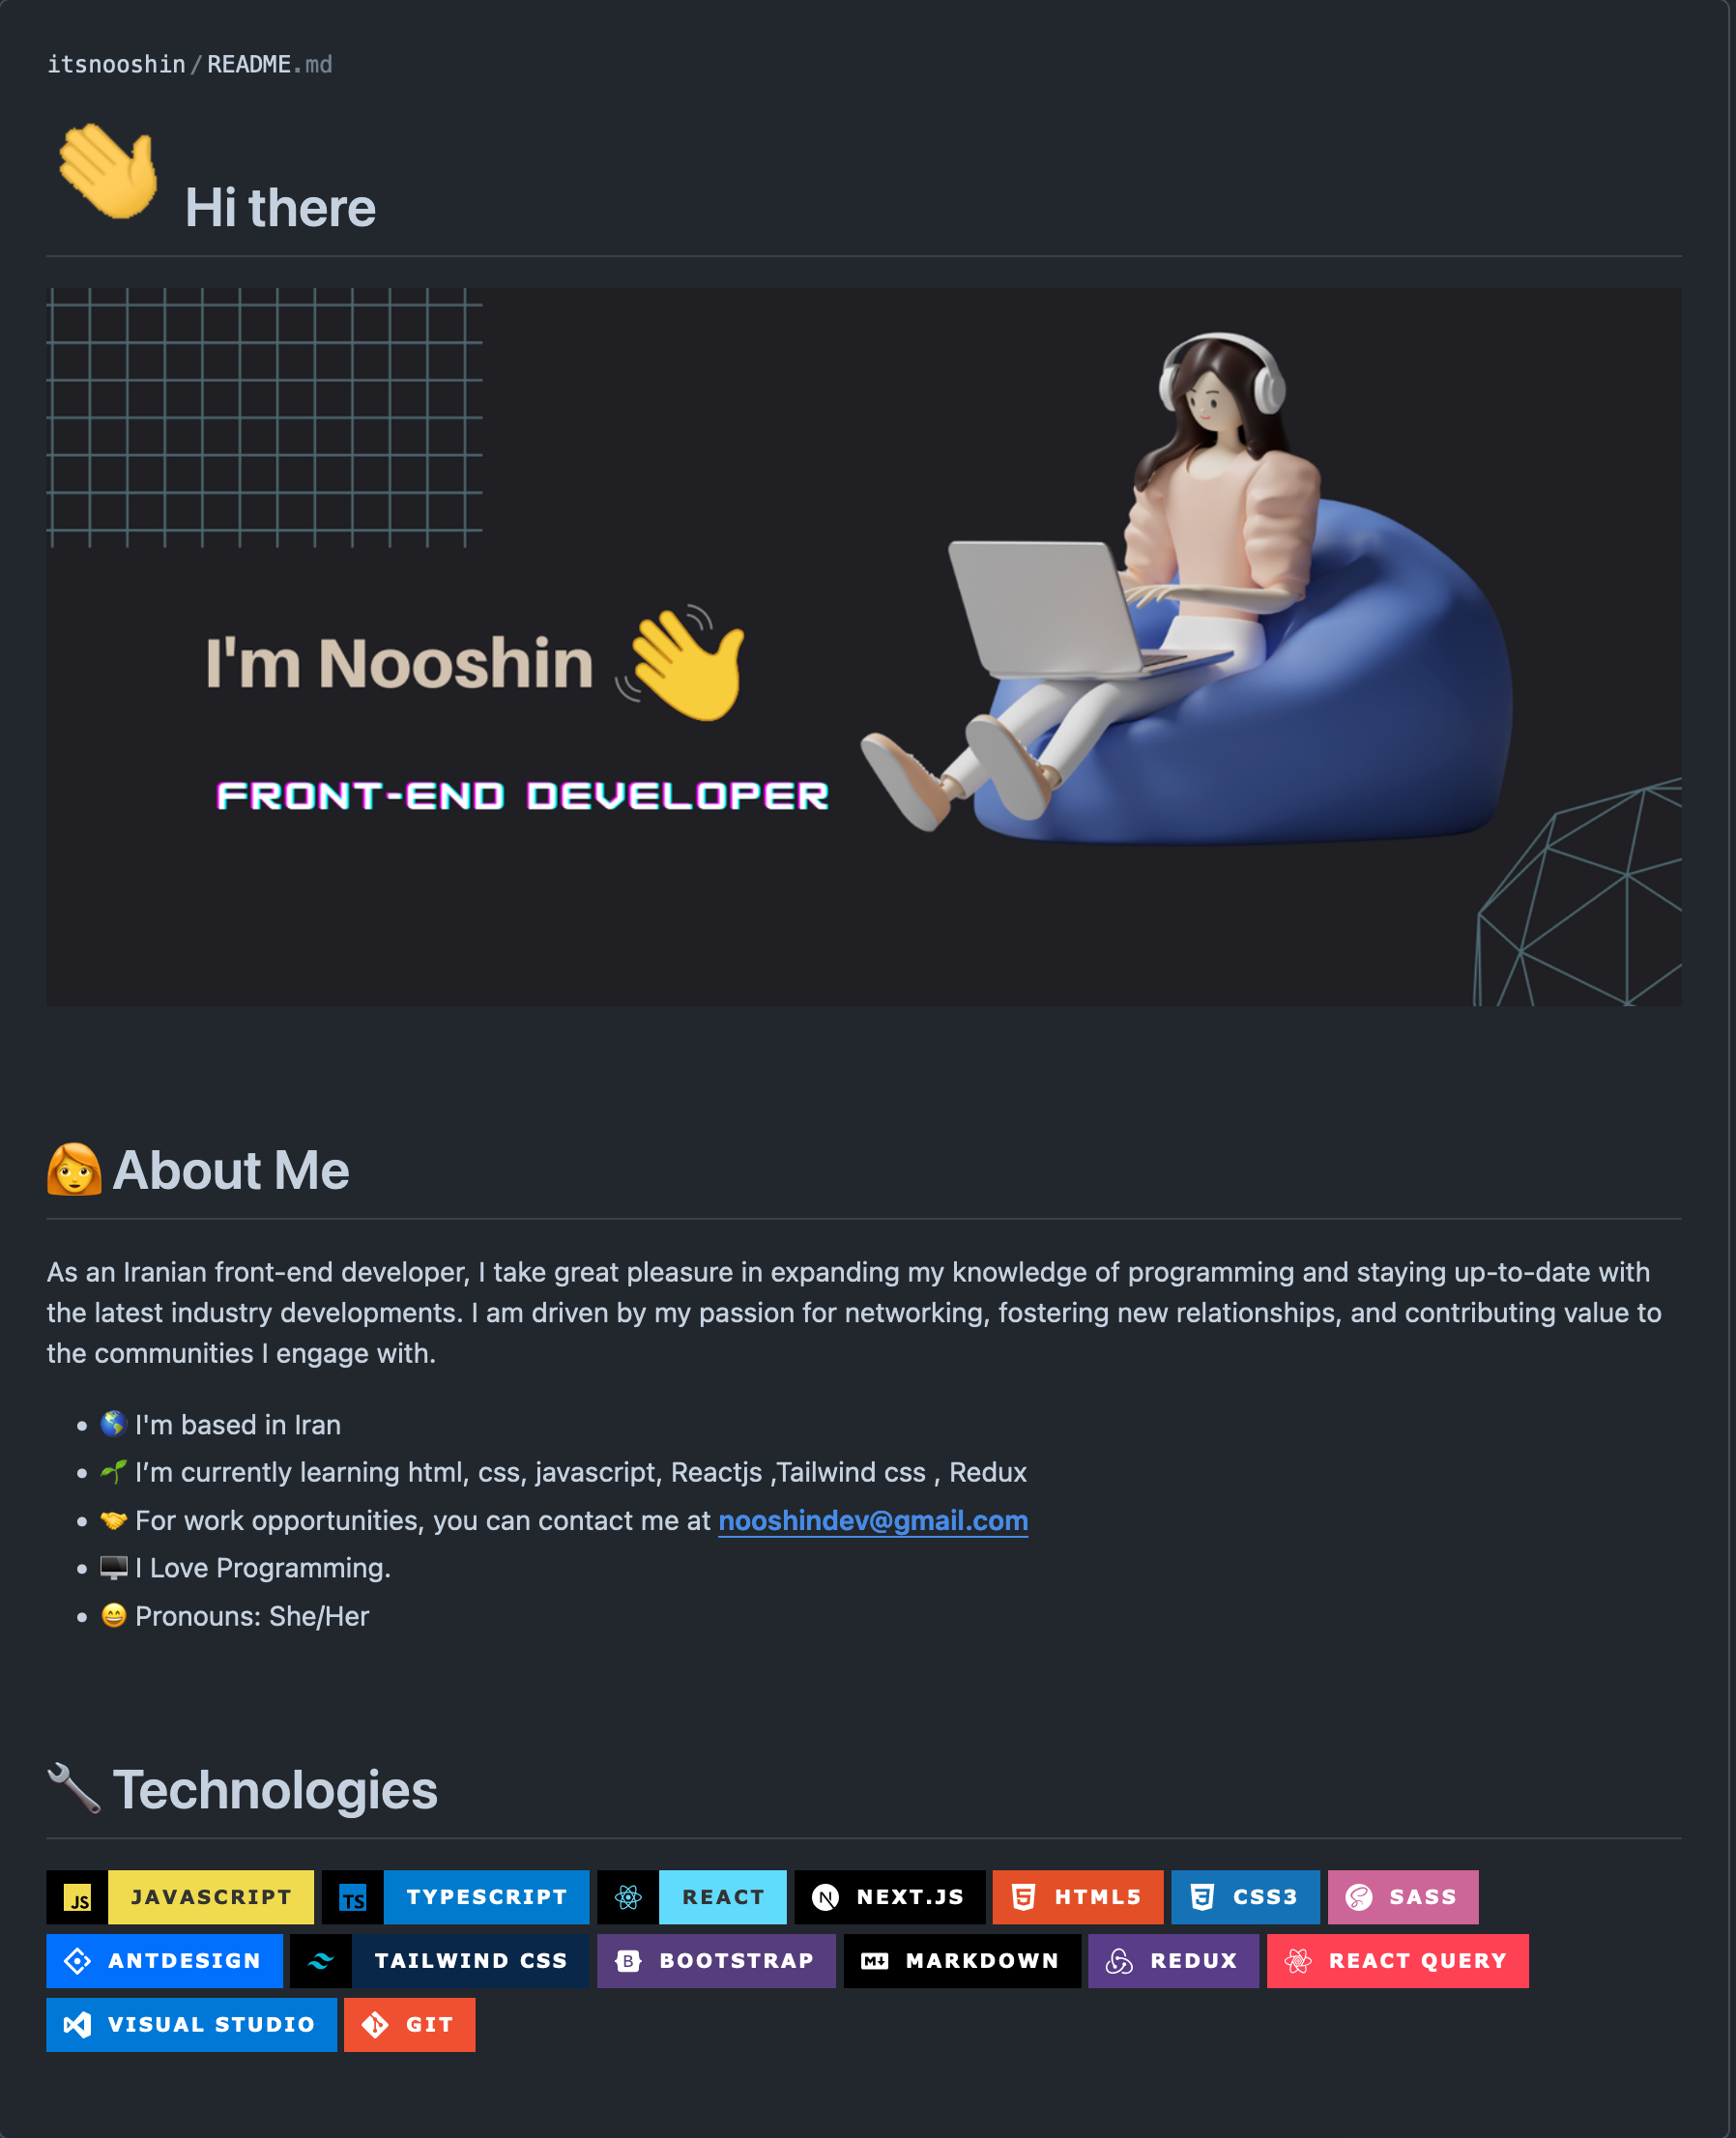 itsnooshin/README.md
👋 Hi there
I'm Nooshin 👋
FRONT-END DEVELOPER
👩‍🦰 About Me
As an Iranian front-end developer, I take great pleasure in expanding my knowledge of programming and staying up-to-date with
the latest industry developments. I am driven by my passion for networking, fostering new relationships, and contributing value to
the communities I engage with.
• 🌎 I'm based in Iran
• 🌱 I’m currently learning html, css, javascript, Reactjs ,Tailwind css , Redux
• 🤝 For work opportunities, you can contact me at nooshindev@gmail.com
• 🖥️ I Love Programming.
• 😄 Pronouns: She/Her
🔧 Technologies
JS JAVASCRIPT TS TYPESCRIPT REACT N NEXT.JS 5 HTML5 3 CSS3 SASS
ANTDESIGN TAILWIND CSS B BOOTSTRAP M MARKDOWN REDUX REACT QUERY
VISUAL STUDIO GIT